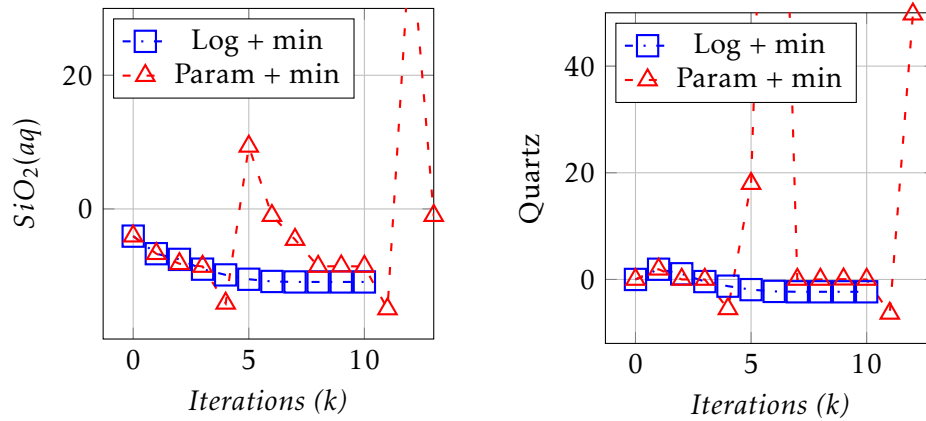 Log + min
Param + min
20
0
SiO₂(aq)
0 5 10
Iterations (k)
Log + min
Param + min
40
20
0
Quartz
0 5 10
Iterations (k)